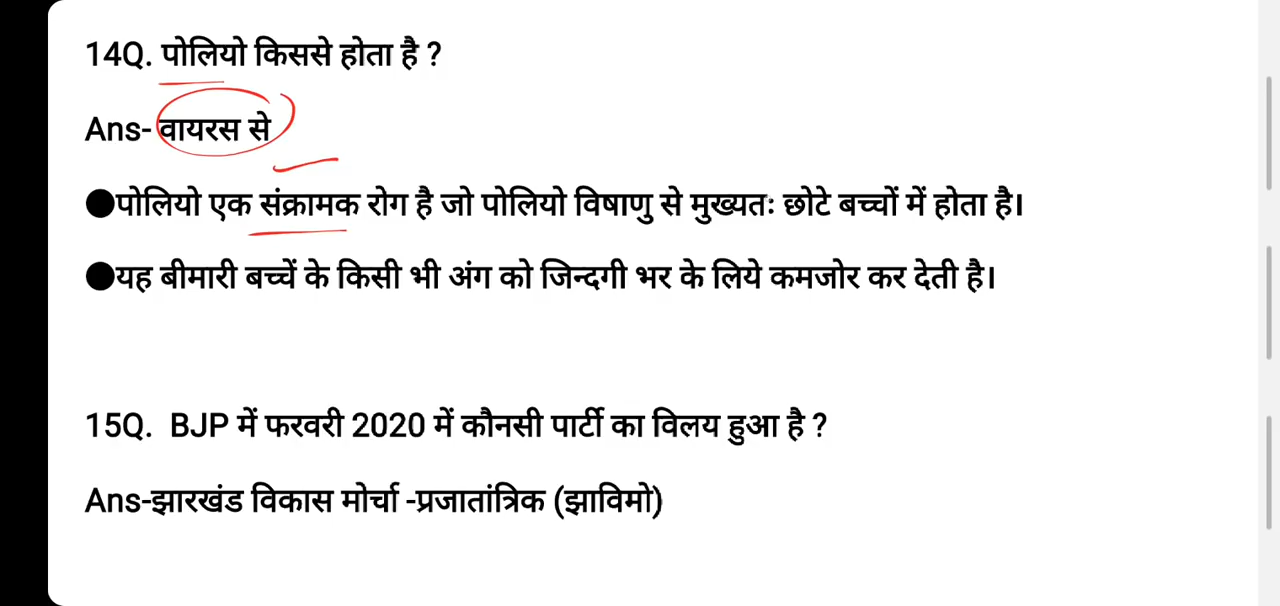 14Q. पोलियो किससे होता है ?
Ans- वायरस से
●पोलियो एक संक्रामक रोग है जो पोलियो विषाणु से मुख्यतः छोटे बच्चों में होता है।
●यह बीमारी बच्चें के किसी भी अंग को जिन्दगी भर के लिये कमजोर कर देती है।
15Q. BJP में फरवरी 2020 में कौनसी पार्टी का विलय हुआ है ?
Ans-झारखंड विकास मोर्चा -प्रजातांत्रिक (झाविमो)